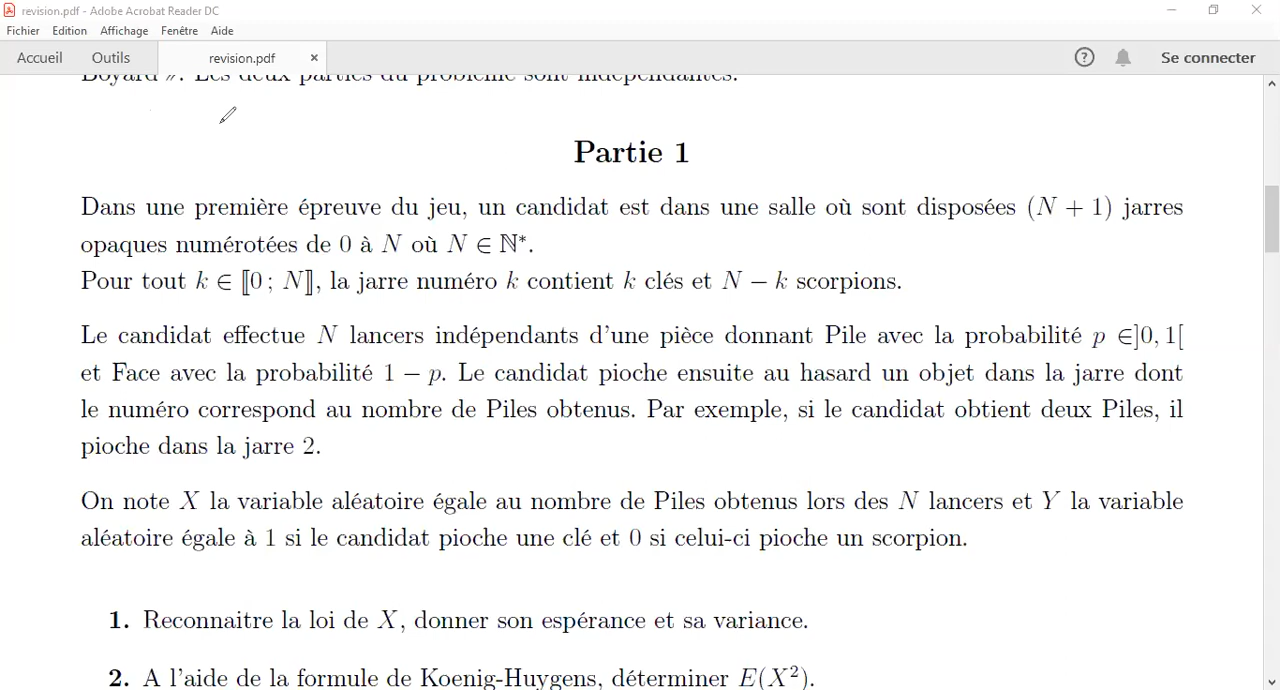 revision.pdf - Adobe Acrobat Reader DC
Fichier Edition Affichage Fenêtre Aide
Accueil Outils revision.pdf × ? Se connecter
Boyard ». Les deux parties du problème sont indépendantes.
Partie 1
Dans une première épreuve du jeu, un candidat est dans une salle où sont disposées (N + 1) jarres
opaques numérotées de 0 à N où N ∈ ℕ*.
Pour tout k ∈ ⟦0 ; N⟧, la jarre numéro k contient k clés et N − k scorpions.
Le candidat effectue N lancers indépendants d'une pièce donnant Pile avec la probabilité p ∈]0, 1[
et Face avec la probabilité 1 − p. Le candidat pioche ensuite au hasard un objet dans la jarre dont
le numéro correspond au nombre de Piles obtenus. Par exemple, si le candidat obtient deux Piles, il
pioche dans la jarre 2.
On note X la variable aléatoire égale au nombre de Piles obtenus lors des N lancers et Y la variable
aléatoire égale à 1 si le candidat pioche une clé et 0 si celui-ci pioche un scorpion.
1. Reconnaitre la loi de X, donner son espérance et sa variance.
2. A l'aide de la formule de Koenig-Huygens, déterminer E(X²).